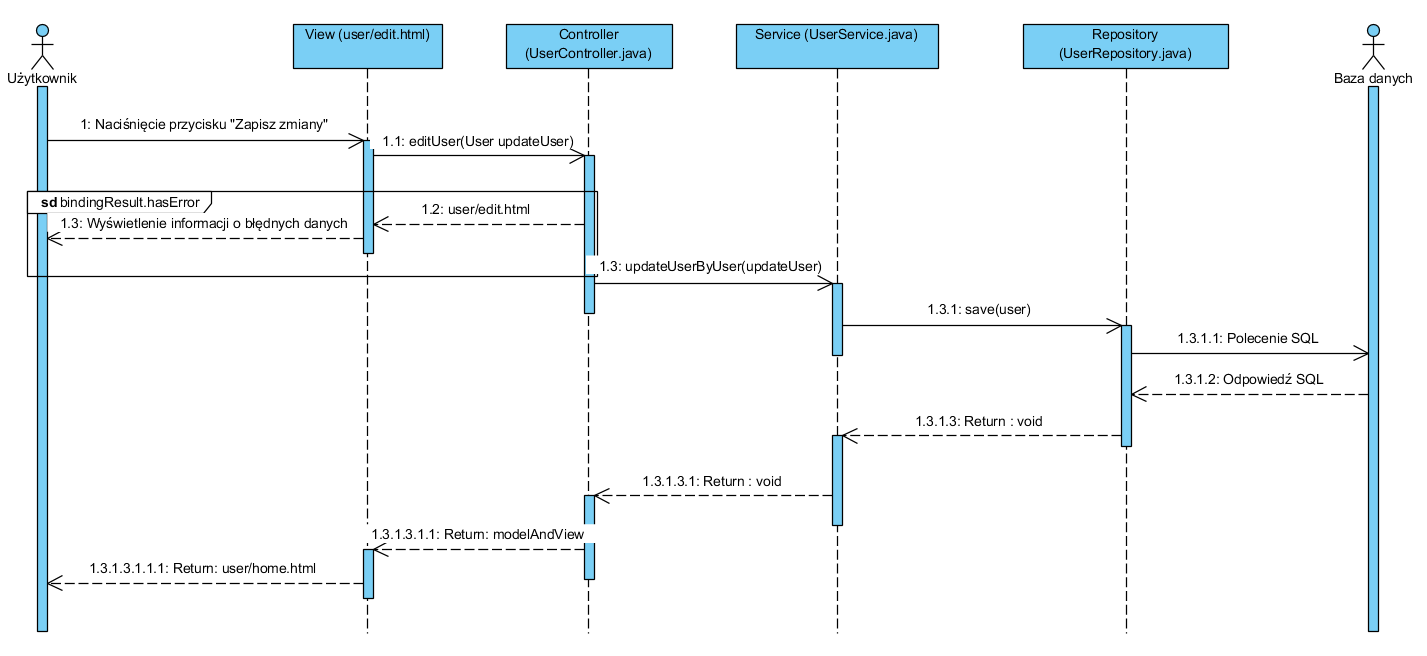 View (user/edit.html)
Controller
(UserController.java)
Service (UserService.java)
Repository
(UserRepository.java)
Użytkownik
Baza danych
1: Naciśnięcie przycisku "Zapisz zmiany"
1.1: editUser(User updateUser)
sd bindingResult.hasError
1.2: user/edit.html
1.3: Wyświetlenie informacji o błędnych danych
1.3: updateUserByUser(updateUser)
1.3.1: save(user)
1.3.1.1: Polecenie SQL
1.3.1.2: Odpowiedź SQL
1.3.1.3: Return : void
1.3.1.3.1: Return : void
1.3.1.3.1.1: Return: modelAndView
1.3.1.3.1.1.1: Return: user/home.html